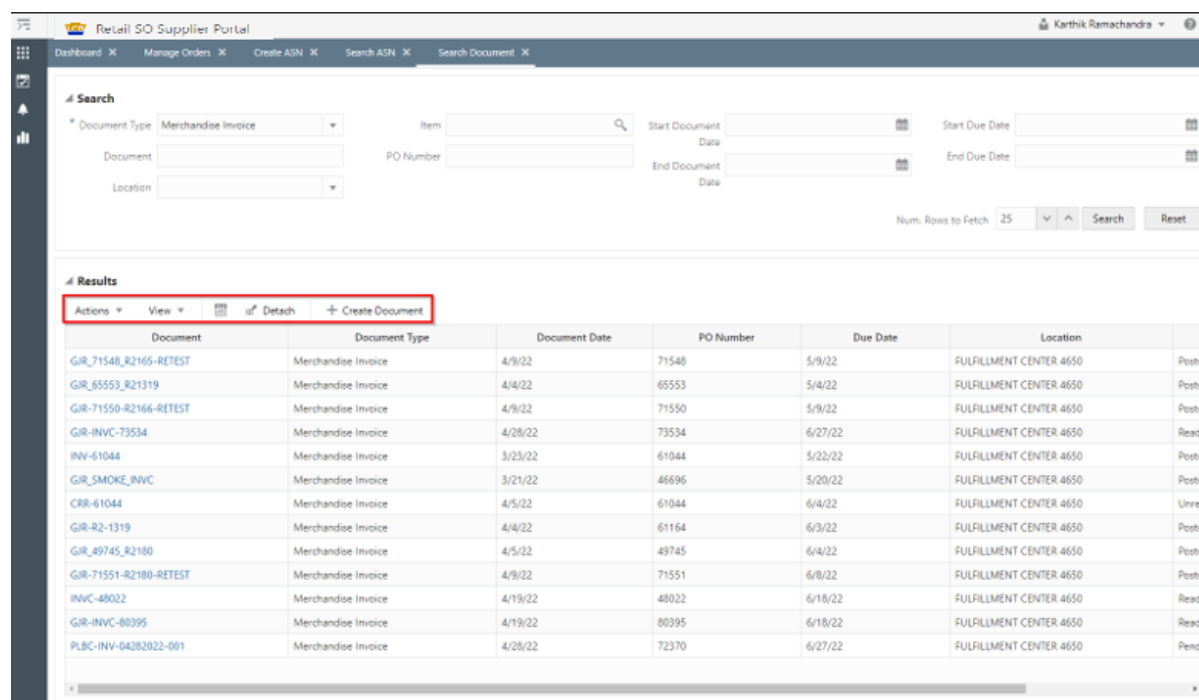 Retail SO Supplier Portal
Karthik Ramachandra
Dashboard X Manage Orders X Create ASN X Search ASN X Search Document X
Search
* Document Type Merchandise Invoice Item Start Document Date Start Due Date
Document PO Number End Document Date End Due Date
Location
Num. Rows to Fetch 25 Search Reset
Results
Actions View Detach Create Document
Document Document Type Document Date PO Number Due Date Location
GJR_71548_R2165-RETEST Merchandise Invoice 4/9/22 71548 5/9/22 FULFILLMENT CENTER 4650 Post
GJR_65553_R21319 Merchandise Invoice 4/4/22 65553 5/4/22 FULFILLMENT CENTER 4650 Post
GJR-71550-R2166-RETEST Merchandise Invoice 4/9/22 71550 5/9/22 FULFILLMENT CENTER 4650 Post
GJR-INVC-73534 Merchandise Invoice 4/28/22 73534 6/27/22 FULFILLMENT CENTER 4650 Read
INV-61044 Merchandise Invoice 3/23/22 61044 5/22/22 FULFILLMENT CENTER 4650 Post
GJR_SMOKE_INVC Merchandise Invoice 3/21/22 46696 5/20/22 FULFILLMENT CENTER 4650 Post
CRR-61044 Merchandise Invoice 4/5/22 61044 6/4/22 FULFILLMENT CENTER 4650 Unre
GJR-R2-1319 Merchandise Invoice 4/4/22 61164 6/3/22 FULFILLMENT CENTER 4650 Post
GJR_49745_R2180 Merchandise Invoice 4/5/22 49745 6/4/22 FULFILLMENT CENTER 4650 Post
GJR-71551-R2180-RETEST Merchandise Invoice 4/9/22 71551 6/8/22 FULFILLMENT CENTER 4650 Post
INVC-48022 Merchandise Invoice 4/19/22 48022 6/18/22 FULFILLMENT CENTER 4650 Read
GJR-INVC-80395 Merchandise Invoice 4/19/22 80395 6/18/22 FULFILLMENT CENTER 4650 Read
PLBC-INV-04282022-001 Merchandise Invoice 4/28/22 72370 6/27/22 FULFILLMENT CENTER 4650 Pend